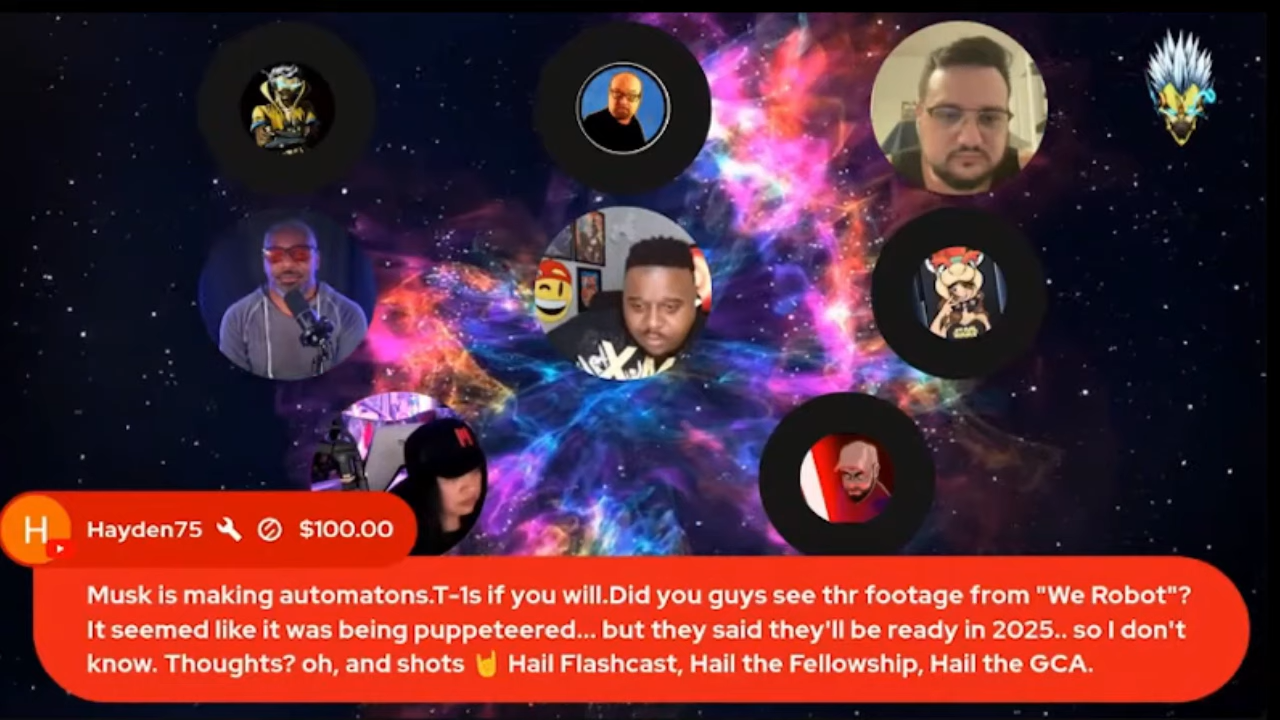 Hayden75 $100.00
Musk is making automatons.T-1s if you will.Did you guys see thr footage from "We Robot"?
It seemed like it was being puppeteered... but they said they'll be ready in 2025.. so I don't
know. Thoughts? oh, and shots 🤘 Hail Flashcast, Hail the Fellowship, Hail the GCA.